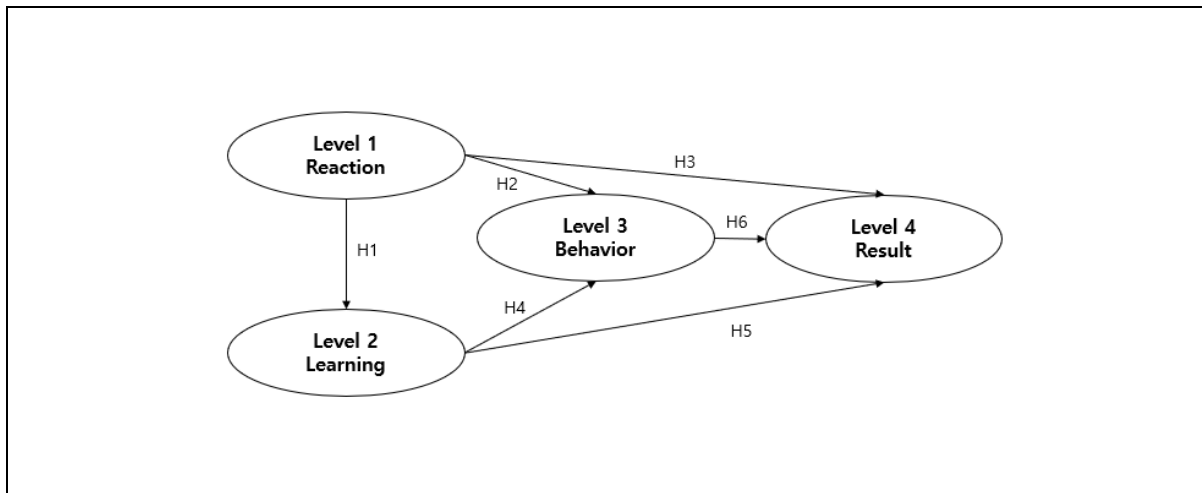 Level 1
Reaction
H3
H2
Level 3
Behavior
H6
Level 4
Result
H1
H4
H5
Level 2
Learning